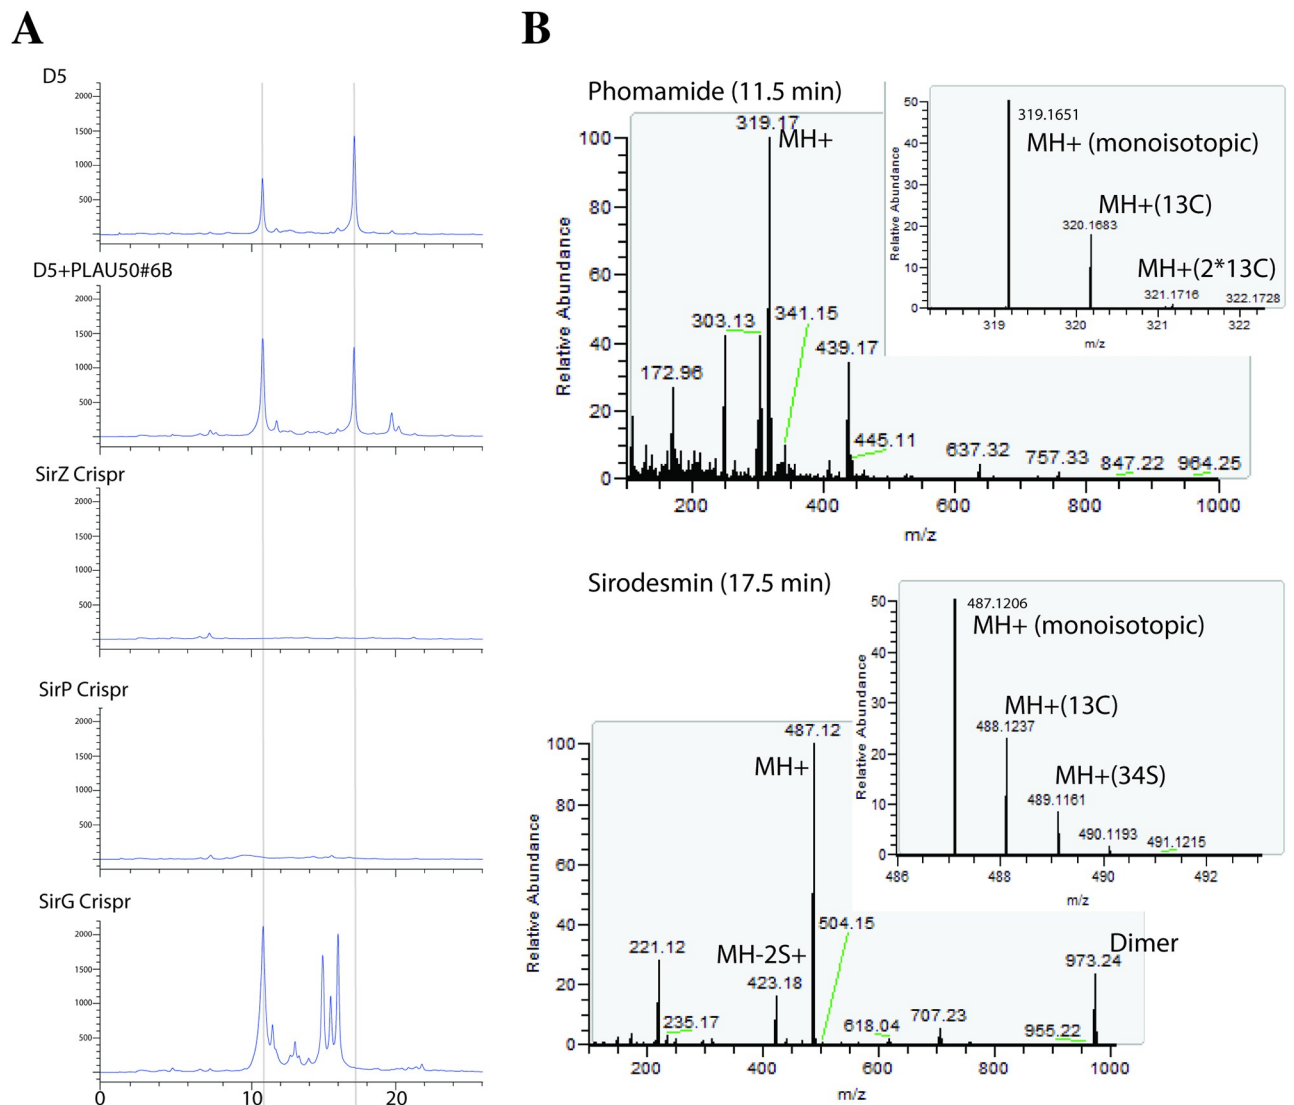 A
D5
2000
1500
1000
500
D5+PLAU50#6B
2000
1500
1000
500
SirZ Crispr
2000
1500
1000
500
SirP Crispr
2000
1500
1000
500
SirG Crispr
2000
1500
1000
500
0 10 20
B
Phomamide (11.5 min)
319.17
MH+
303.13
341.15
439.17
172.96
445.11
637.32
757.33
847.22
964.25
Relative Abundance
100
80
60
40
20
0
200 400 600 800 1000
m/z
319.1651
MH+ (monoisotopic)
MH+(13C)
320.1683
MH+(2*13C)
321.1716
322.1728
Relative Abundance
50
40
30
20
10
0
319 320 321 322
m/z
Sirodesmin (17.5 min)
487.12
MH+
504.15
221.12
MH-2S+
423.18
235.17
618.04
707.23
955.22
Dimer
973.24
Relative Abundance
100
80
60
40
20
0
200 400 600 800 1000
m/z
487.1206
MH+ (monoisotopic)
MH+(13C)
488.1237
MH+(34S)
489.1161
490.1193
491.1215
Relative Abundance
50
40
30
20
10
0
486 488 490 492
m/z